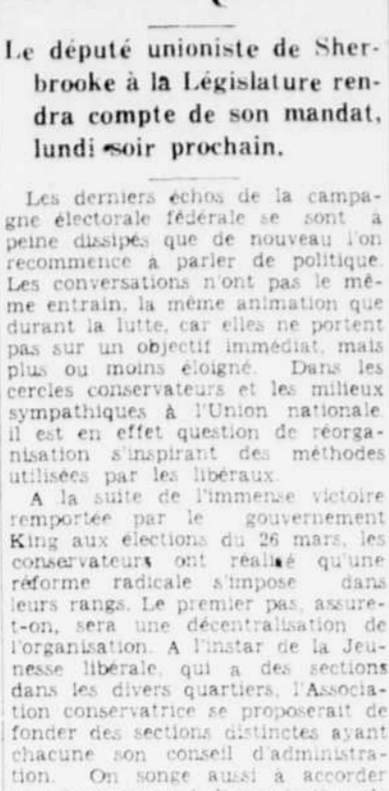 Le député unioniste de Sher-
brooke à la Législature ren-
dra compte de son mandat,
lundi soir prochain.
Les derniers échos de la campa-
gne électorale fédérale se sont à
peine dissipés que de nouveau l'on
recommence à parler de politique.
Les conversations n'ont pas le mê-
me entrain, la même animation que
durant la lutte, car elles ne portent
pas sur un objectif immédiat, mais
plus ou moins éloigné. Dans les
cercles conservateurs et les milieux
sympathiques à l'Union nationale
il est en effet question de réorga-
nisation s'inspirant des méthodes
utilisées par les libéraux.
A la suite de l'immense victoire
remportée par le gouvernement
King aux élections du 26 mars, les
conservateurs ont réalisé qu'une
réforme radicale s'impose dans
leurs rangs. Le premier pas, assure-
t-on, sera une décentralisation de
l'organisation. A l'instar de la Jeu-
nesse libérale, qui a des sections
dans les divers quartiers, l'Associa-
tion conservatrice se proposerait de
fonder des sections distinctes ayant
chacune son conseil d'administra-
tion. On songe aussi à accorder